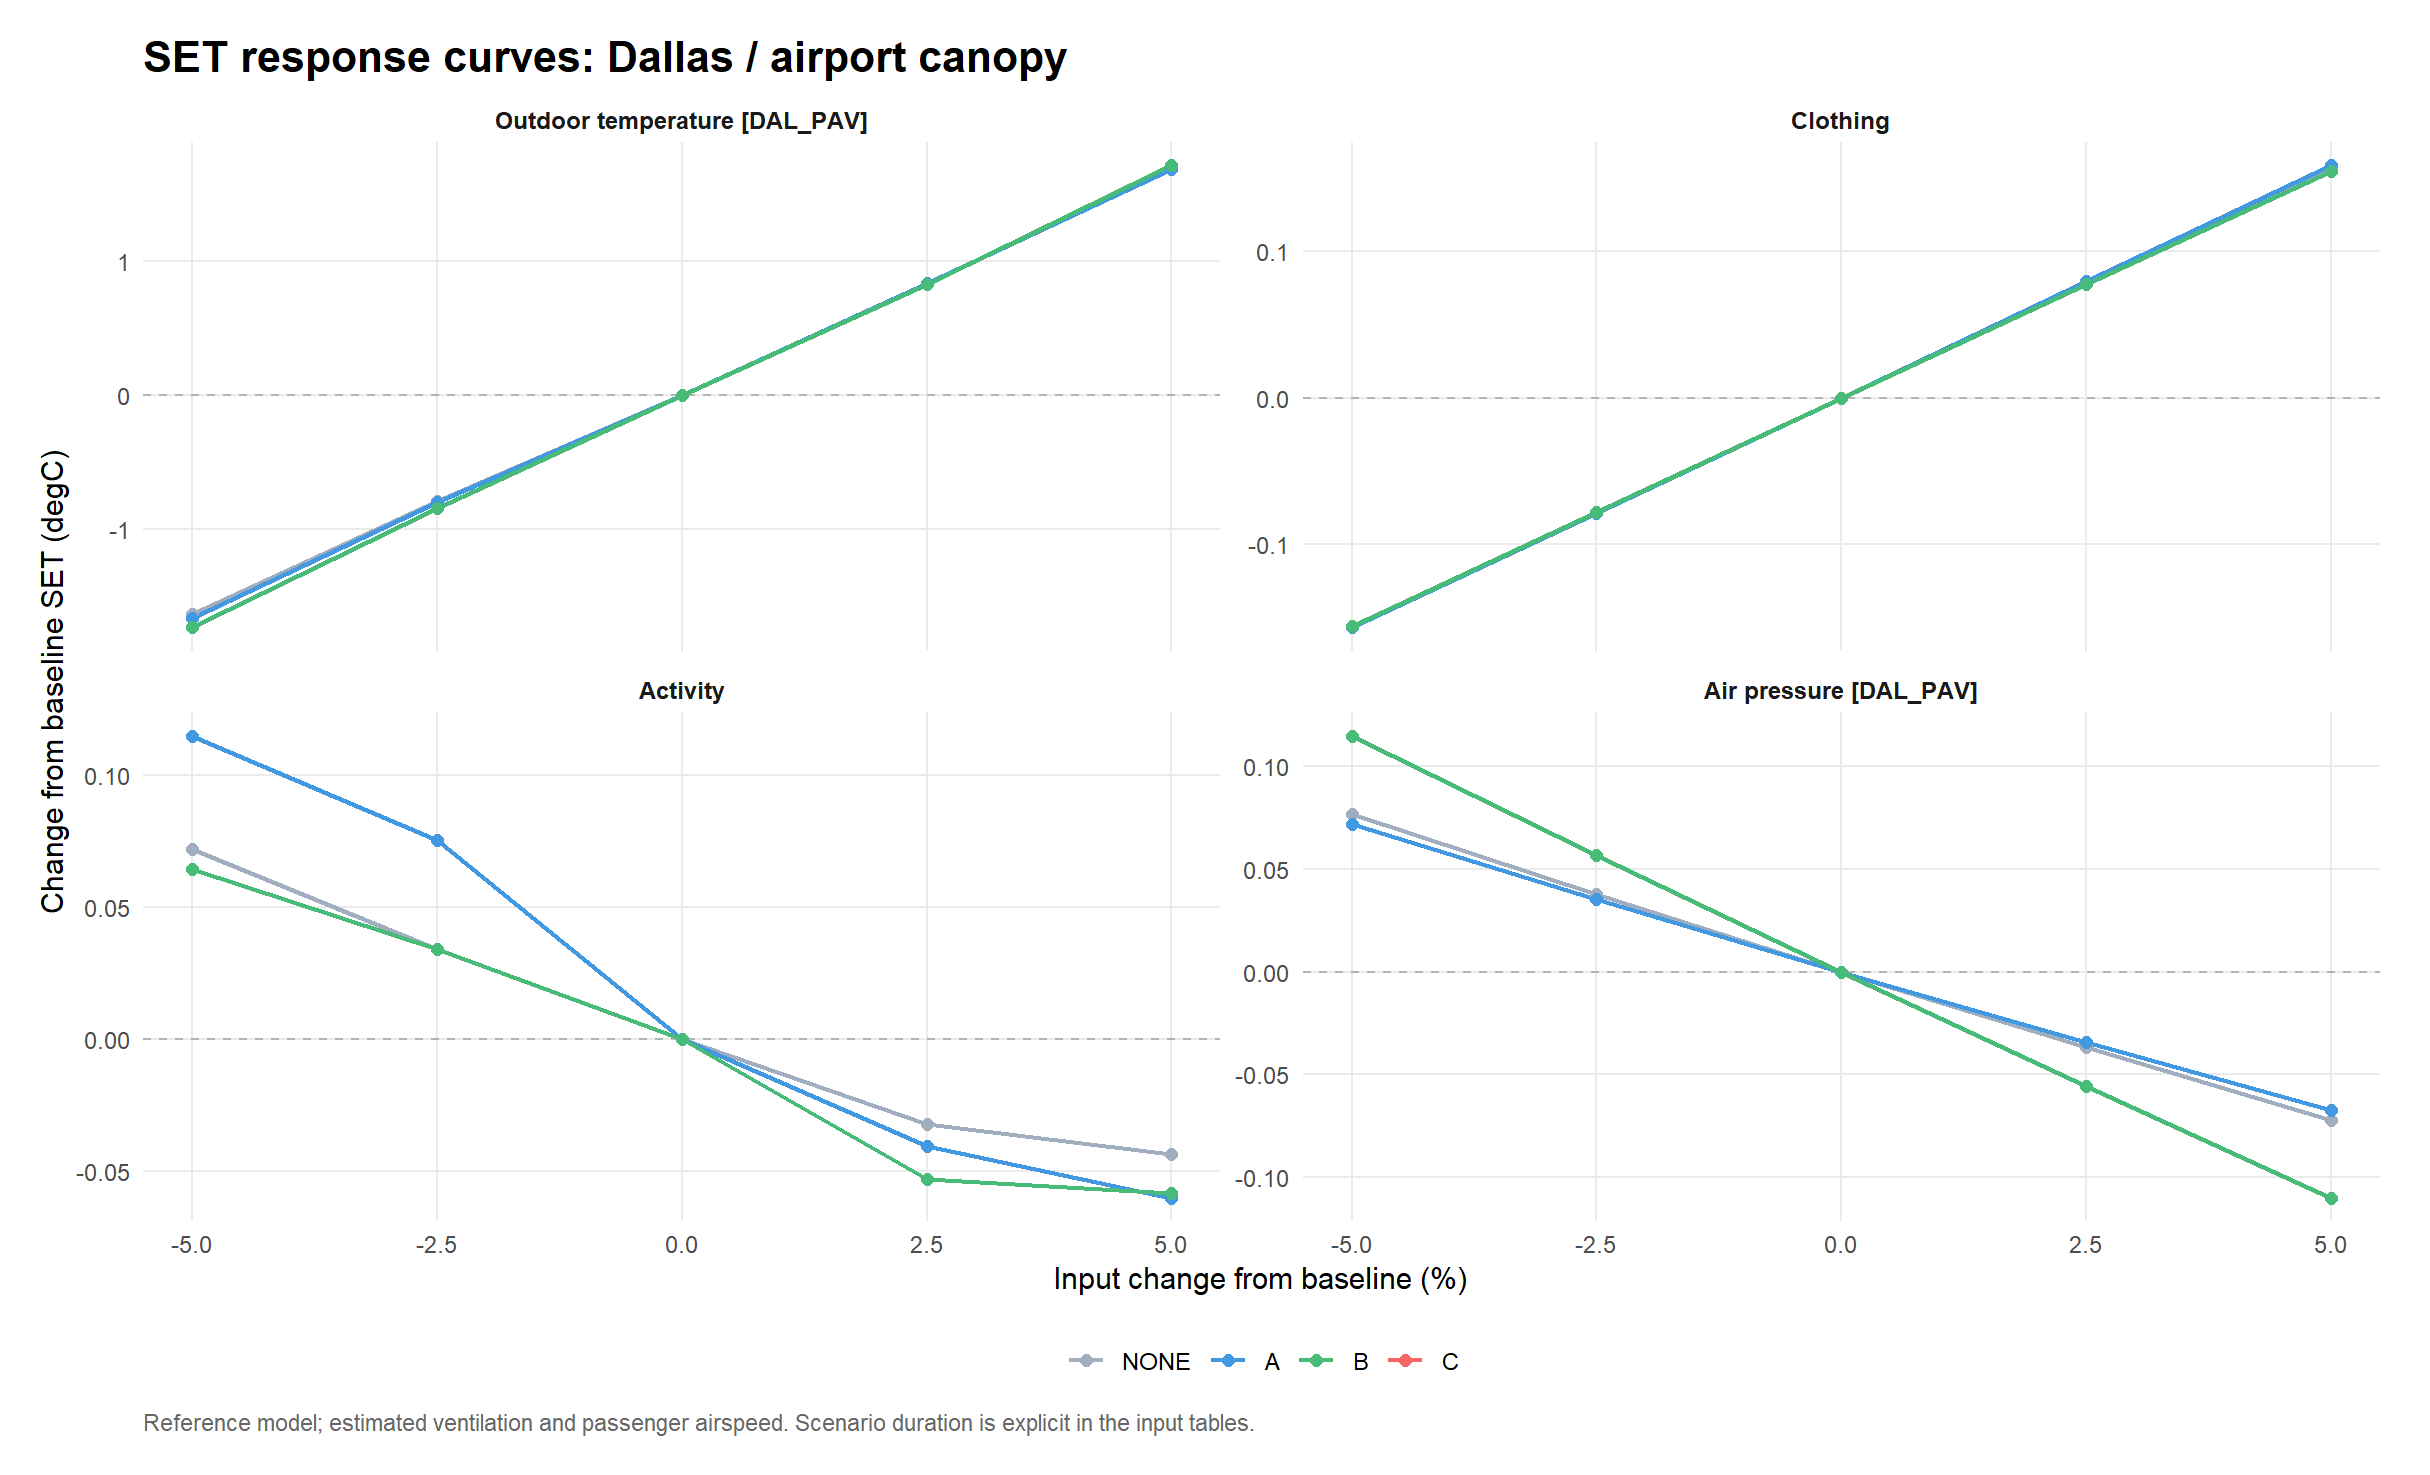 SET response curves: Dallas / airport canopy
Outdoor temperature [DAL_PAV]
Clothing
1
0
-1
0.1
0.0
-0.1
Change from baseline SET (degC)
Activity
Air pressure [DAL_PAV]
0.10
0.05
0.00
-0.05
0.10
0.05
0.00
-0.05
-0.10
-5.0 -2.5 0.0 2.5 5.0
-5.0 -2.5 0.0 2.5 5.0
Input change from baseline (%)
NONE A B C
Reference model; estimated ventilation and passenger airspeed. Scenario duration is explicit in the input tables.